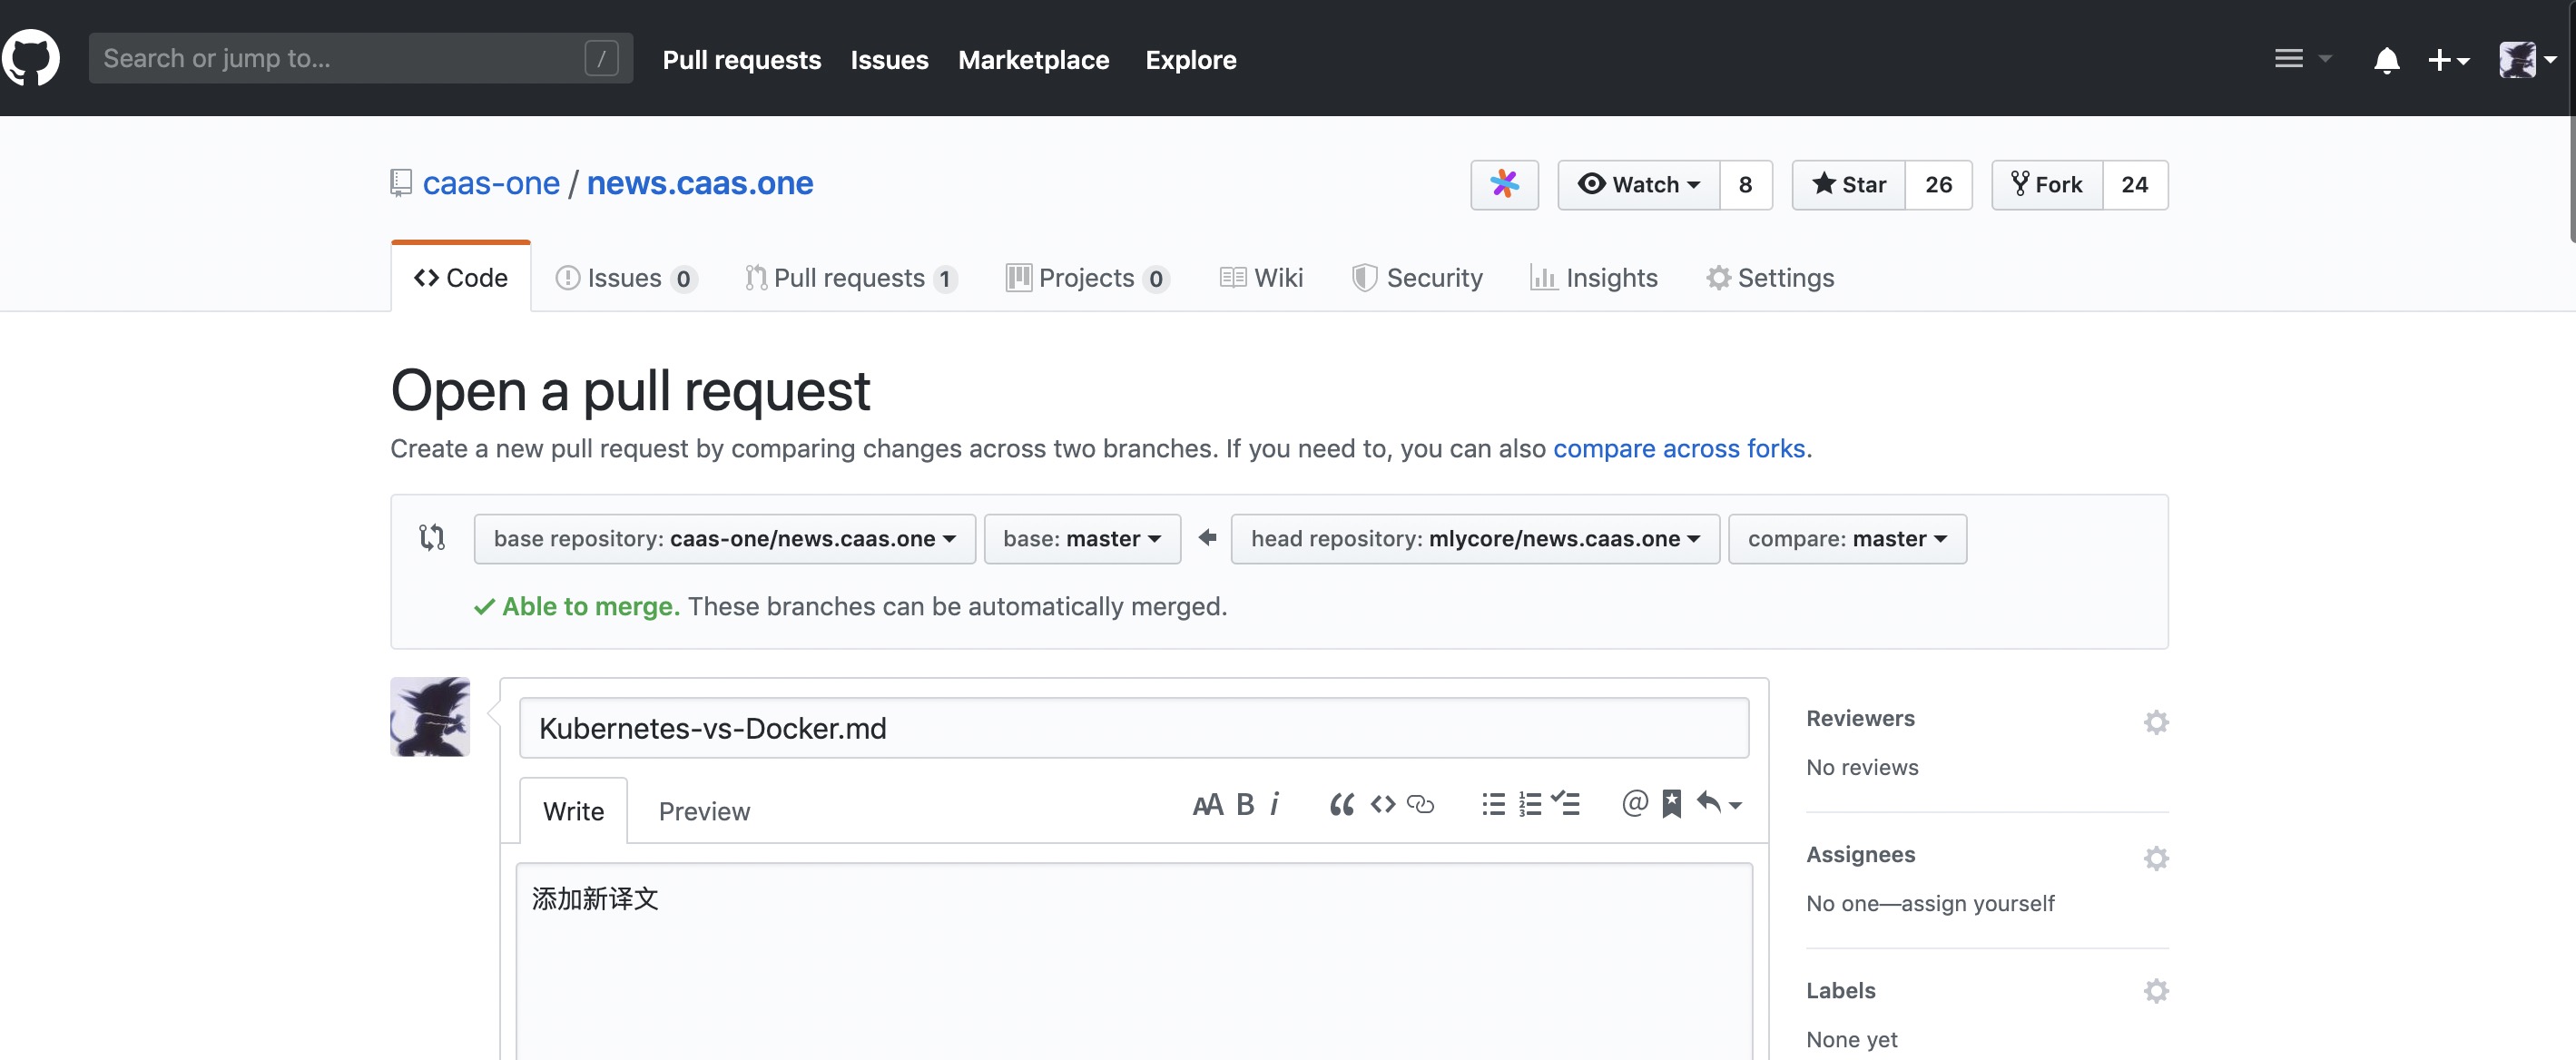 Search or jump to... / Pull requests Issues Marketplace Explore
caas-one / news.caas.one Watch 8 Star 26 Fork 24
Code Issues 0 Pull requests 1 Projects 0 Wiki Security Insights Settings
Open a pull request
Create a new pull request by comparing changes across two branches. If you need to, you can also compare across forks.
base repository: caas-one/news.caas.one base: master head repository: mlycore/news.caas.one compare: master
Able to merge. These branches can be automatically merged.
Kubernetes-vs-Docker.md
Write Preview AA B i @
添加新译文
Reviewers
No reviews
Assignees
No one—assign yourself
Labels
None yet